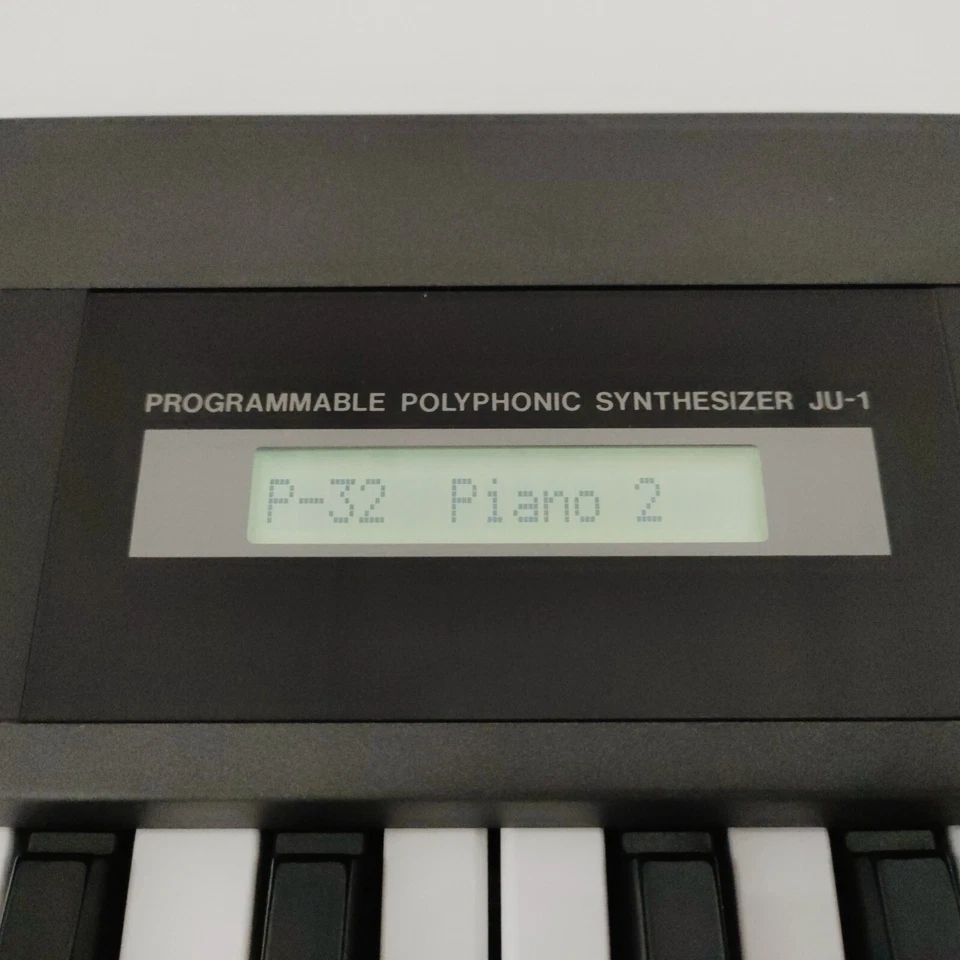 PROGRAMMABLE POLYPHONIC SYNTHESIZER JU-1
P-32 Piano 2